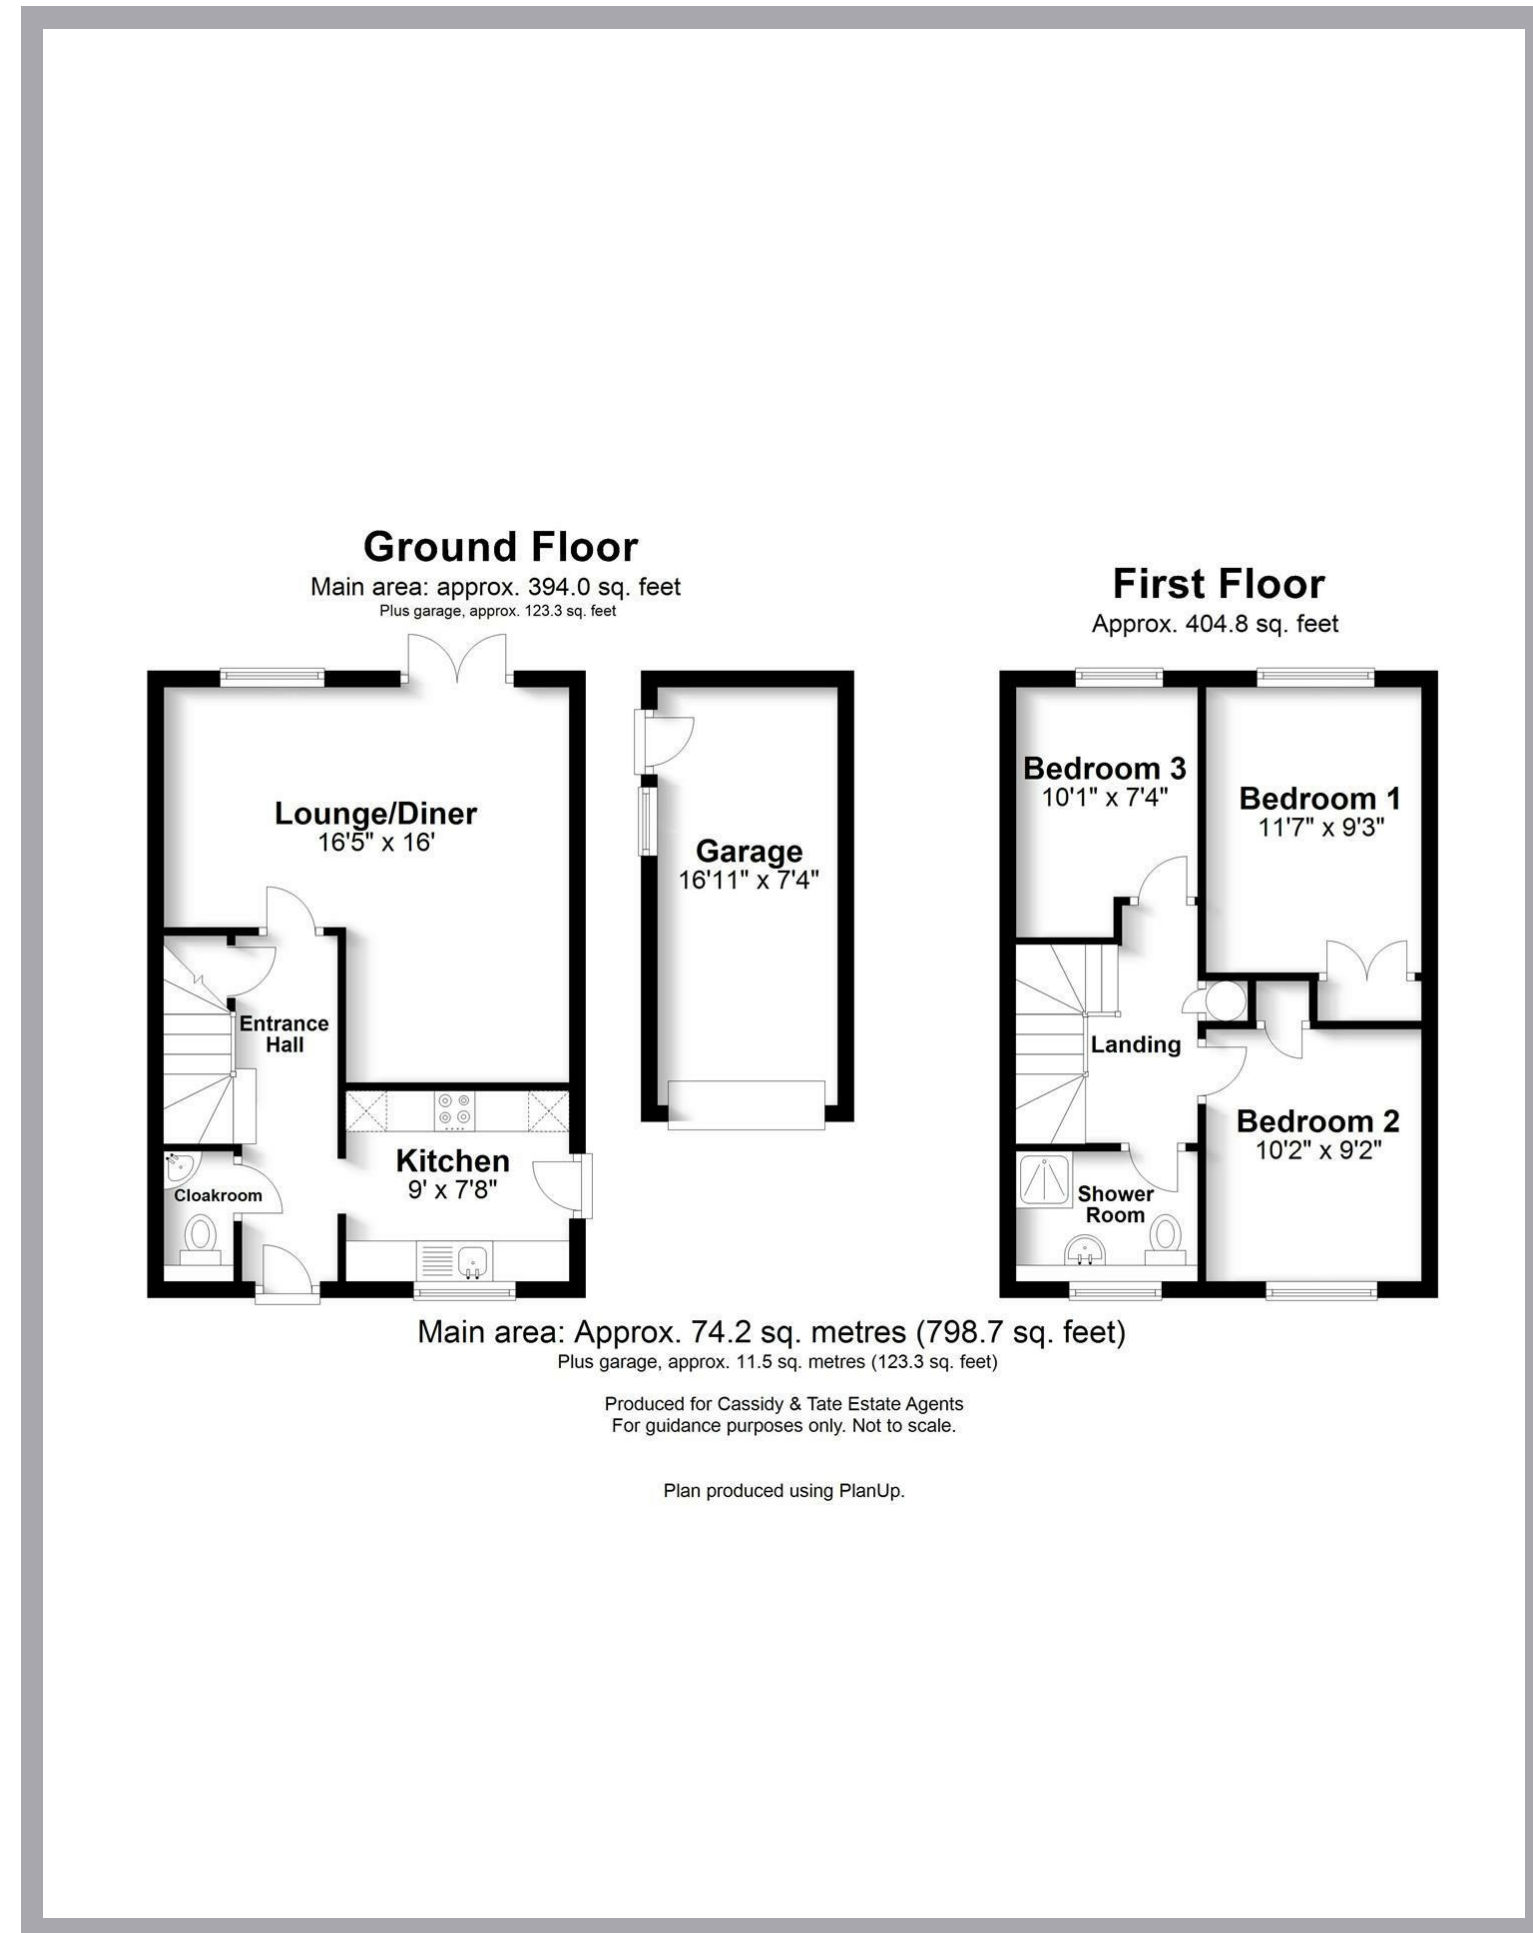 Ground Floor
Main area: approx. 394.0 sq. feet
Plus garage, approx. 123.3 sq. feet
Lounge/Diner
16'5" x 16'
Entrance
Hall
Kitchen
9' x 7'8"
Cloakroom
Garage
16'11" x 7'4"
First Floor
Approx. 404.8 sq. feet
Bedroom 3
10'1" x 7'4"
Bedroom 1
11'7" x 9'3"
Landing
Bedroom 2
10'2" x 9'2"
Shower
Room
Main area: Approx. 74.2 sq. metres (798.7 sq. feet)
Plus garage, approx. 11.5 sq. metres (123.3 sq. feet)
Produced for Cassidy & Tate Estate Agents
For guidance purposes only. Not to scale.
Plan produced using PlanUp.